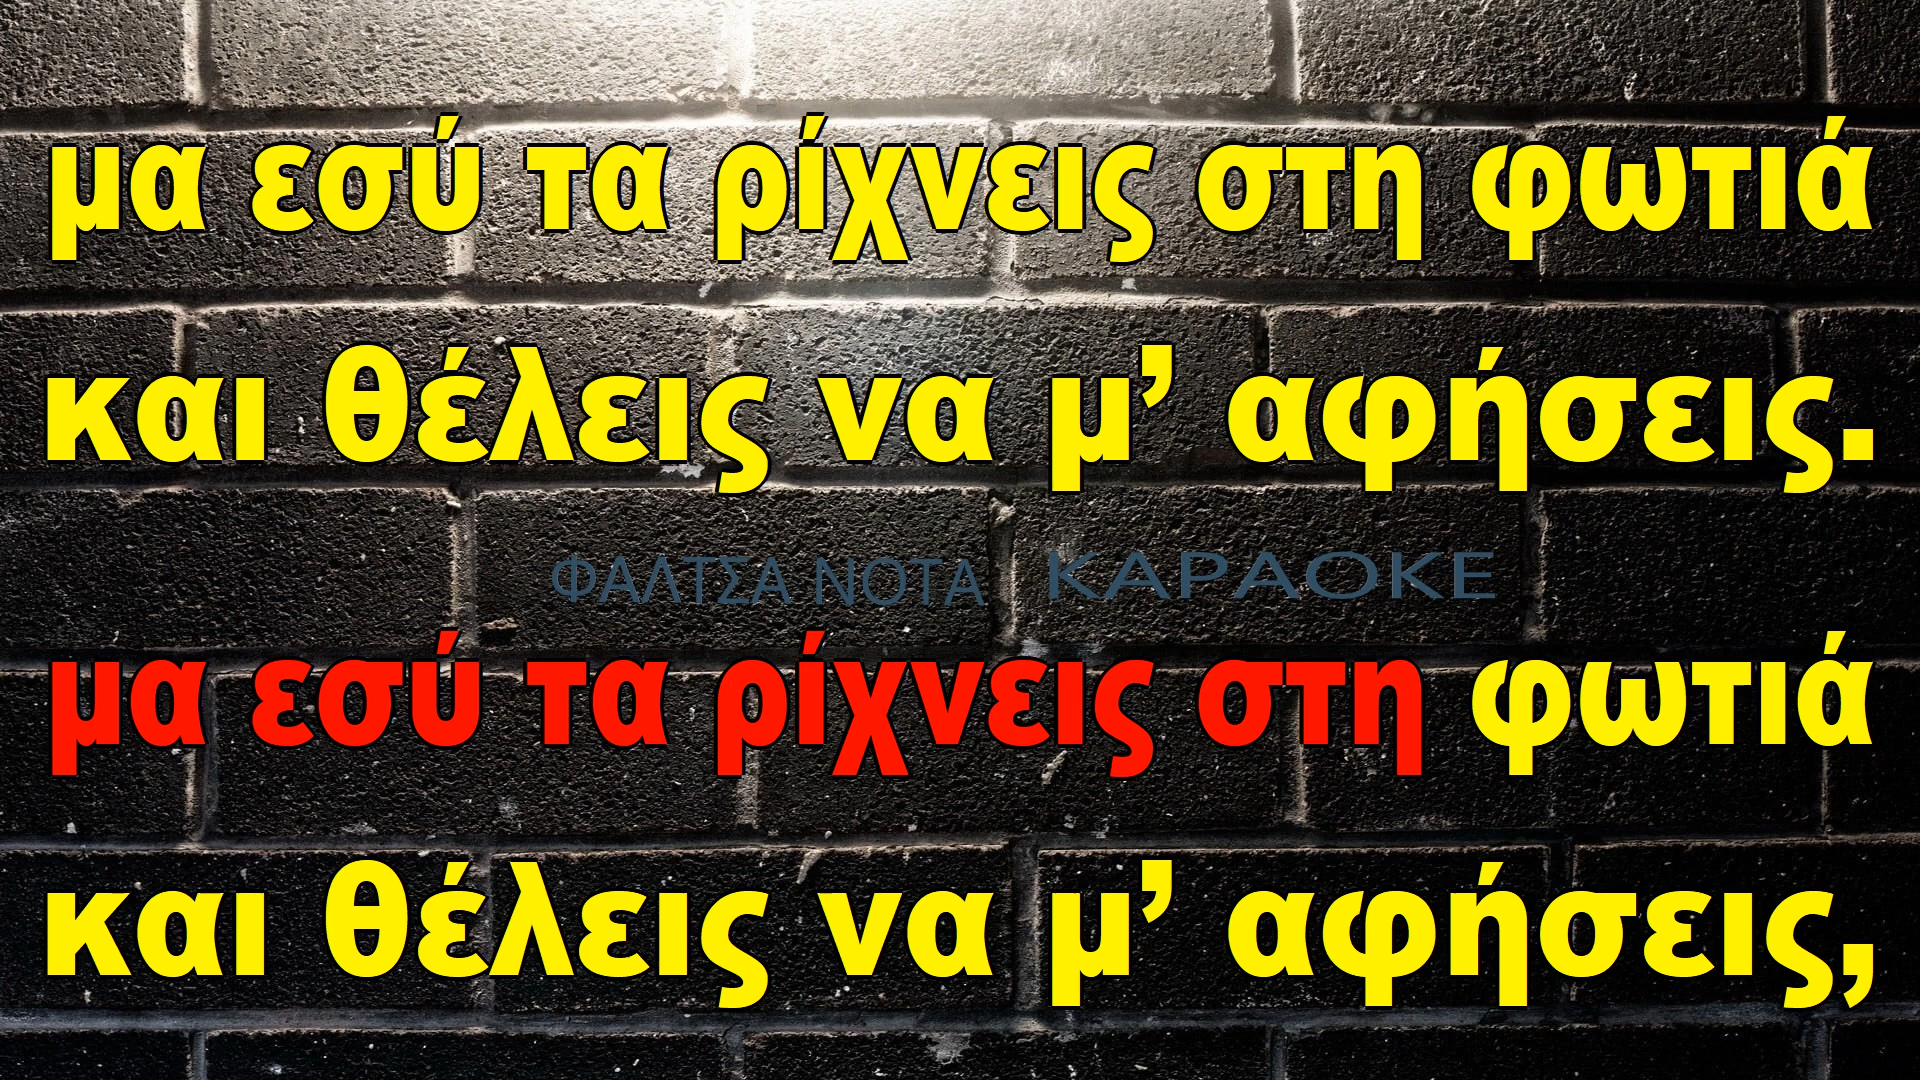 μα εσύ τα ρίχνεις στη φωτιά
και θέλεις να μ’ αφήσεις.
ΦΑΛΤΣΑ ΝΟΤΑ ΚΑΡΑΟΚΕ
μα εσύ τα ρίχνεις στη φωτιά
και θέλεις να μ’ αφήσεις,